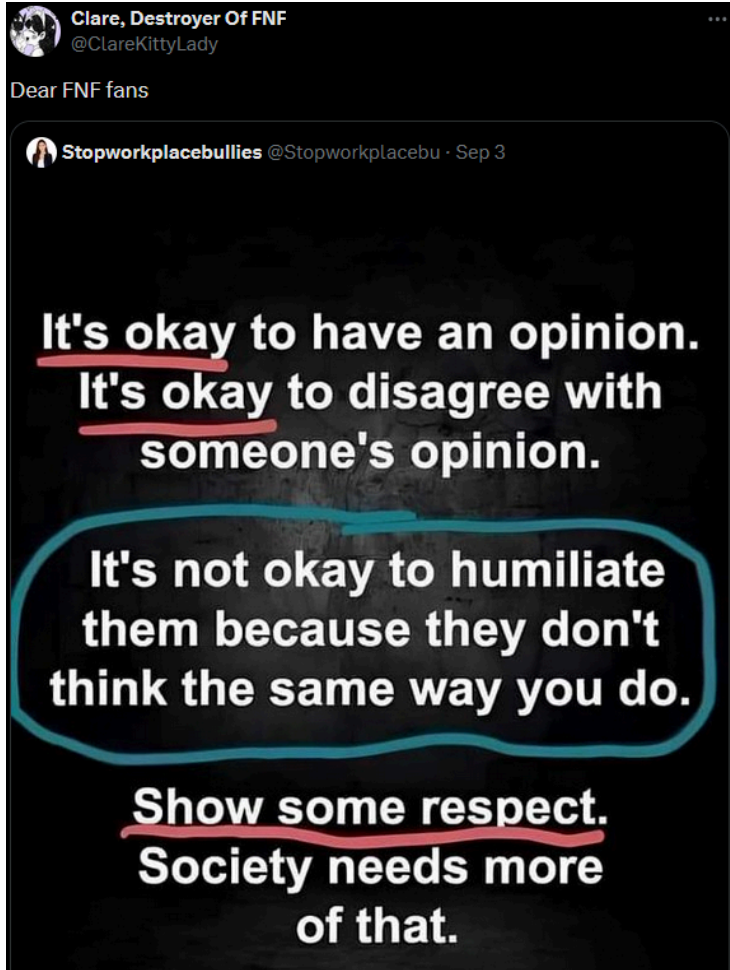 Clare, Destroyer Of FNF
@ClareKittyLady
Dear FNF fans
Stopworkplacebullies @Stopworkplacebu · Sep 3
It's okay to have an opinion.
It's okay to disagree with
someone's opinion.
It's not okay to humiliate
them because they don't
think the same way you do.
Show some respect.
Society needs more
of that.